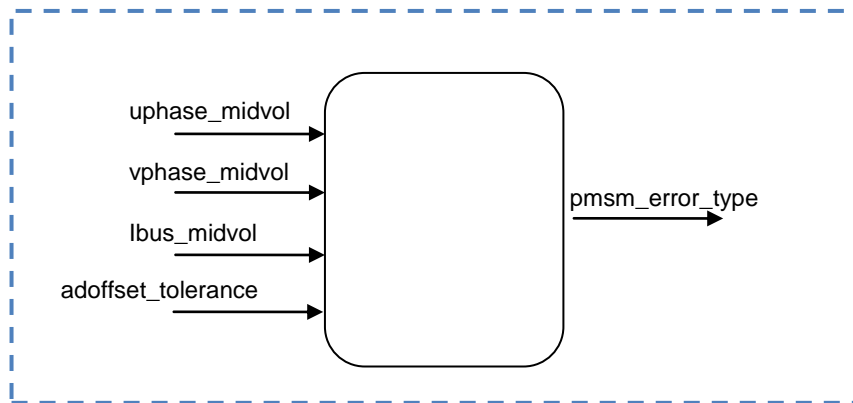 uphase_midvol
vphase_midvol
Ibus_midvol
adoffset_tolerance
pmsm_error_type